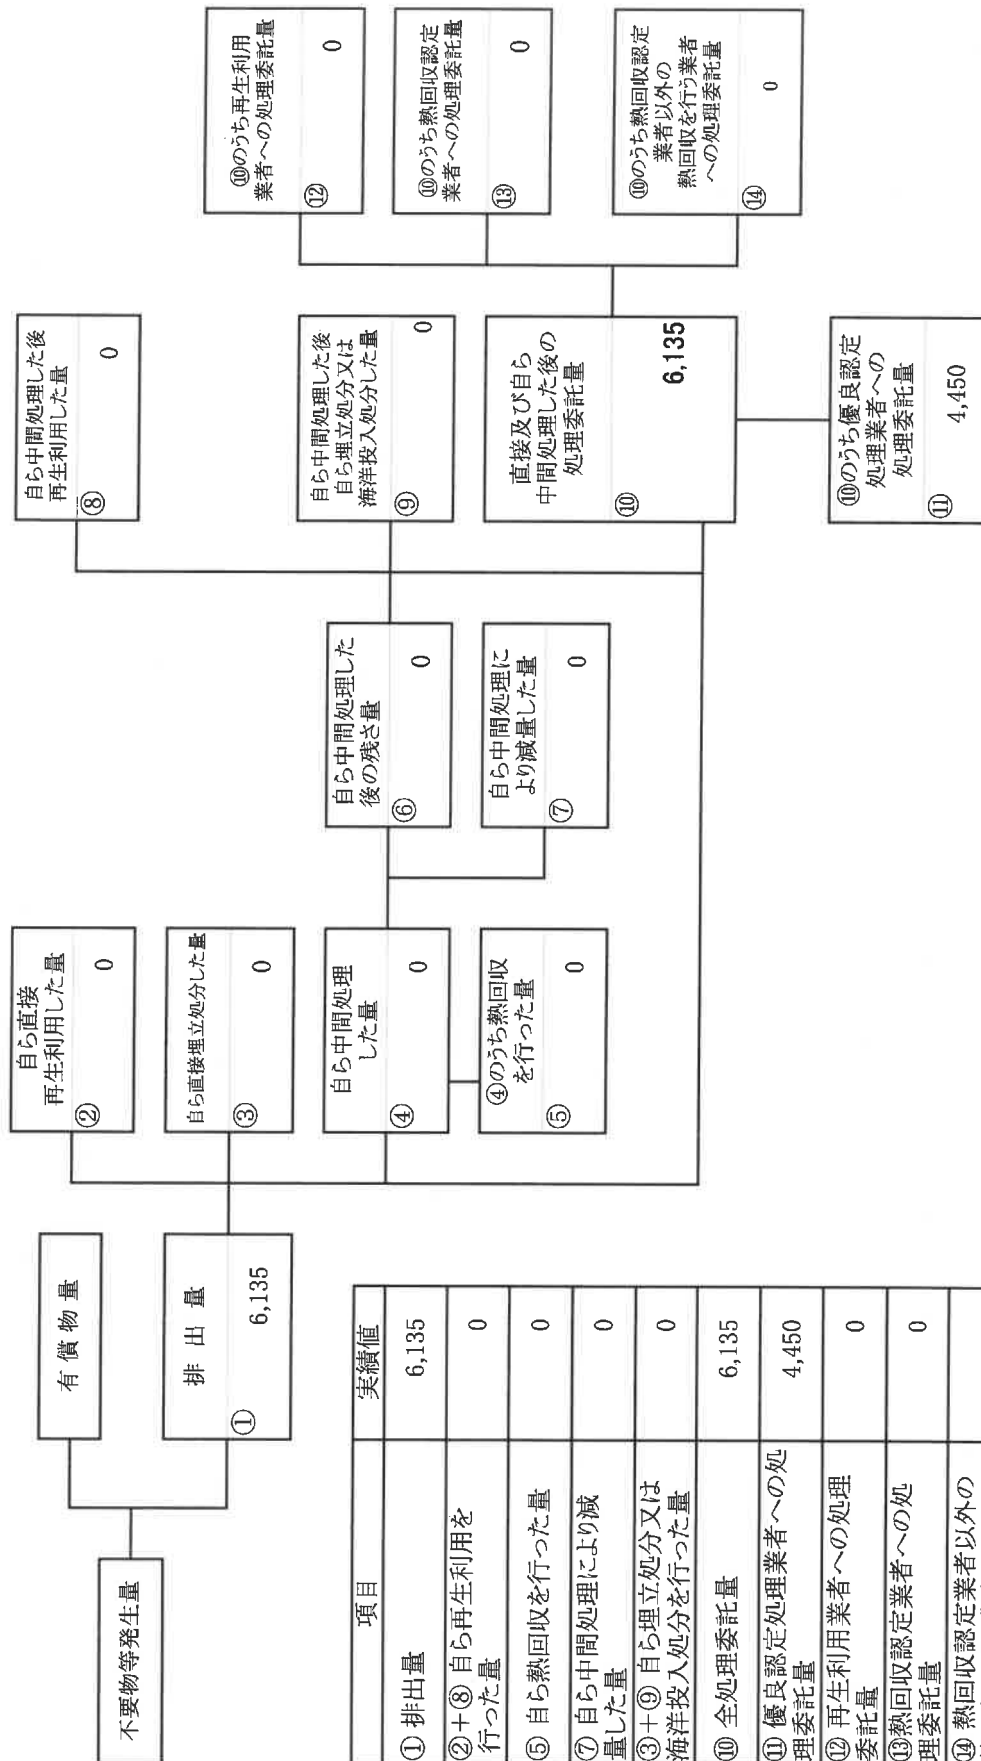 不要物等発生量
有償物量
排出量
①
6,135
自ら直接
再生利用した量
②
0
自ら直接埋立処分した量
③
0
自ら中間処理
した量
④
0
④のうち熱回収
を行った量
⑤
0
自ら中間処理した
後の残さ量
⑥
0
自ら中間処理に
より減量した量
⑦
0
自ら中間処理した後
再生利用した量
⑧
0
自ら中間処理した後
自ら埋立処分又は
海洋投入処分した量
⑨
0
直接及び自ら
中間処理した後の
処理委託量
⑩
6,135
⑩のうち優良認定
処理業者への
処理委託量
⑪
4,450
⑩のうち再生利用
業者への処理委託量
⑫
0
⑩のうち熱回収認定
業者への処理委託量
⑬
0
⑩のうち熱回収認定
業者以外の
熱回収を行う業者
への処理委託量
⑭
0
項目 実績値
①排出量 6,135
②+⑧ 自ら再生利用を
行った量 0
⑤ 自ら熱回収を行った量 0
⑦ 自ら中間処理により減
量した量 0
③+⑨ 自ら埋立処分又は
海洋投入処分を行った量 0
⑩ 全処理委託量 6,135
⑪ 優良認定処理業者への処
理委託量 4,450
⑫ 再生利用業者への処理
委託量 0
⑬熱回収認定業者への処
理委託量 0
⑭ 熱回収認定業者以外の